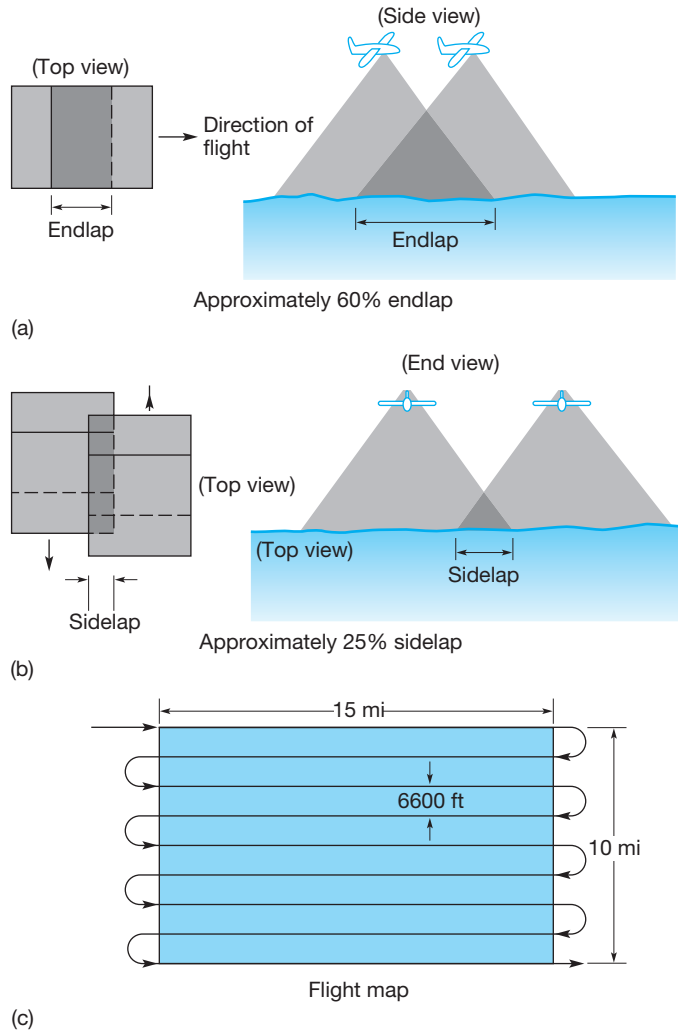 (Side view)
(Top view)
Direction of
flight
Endlap
Endlap
Approximately 60% endlap
(a)
(End view)
(Top view)
(Top view)
Sidelap
Sidelap
Approximately 25% sidelap
(b)
15 mi
6600 ft
10 mi
Flight map
(c)